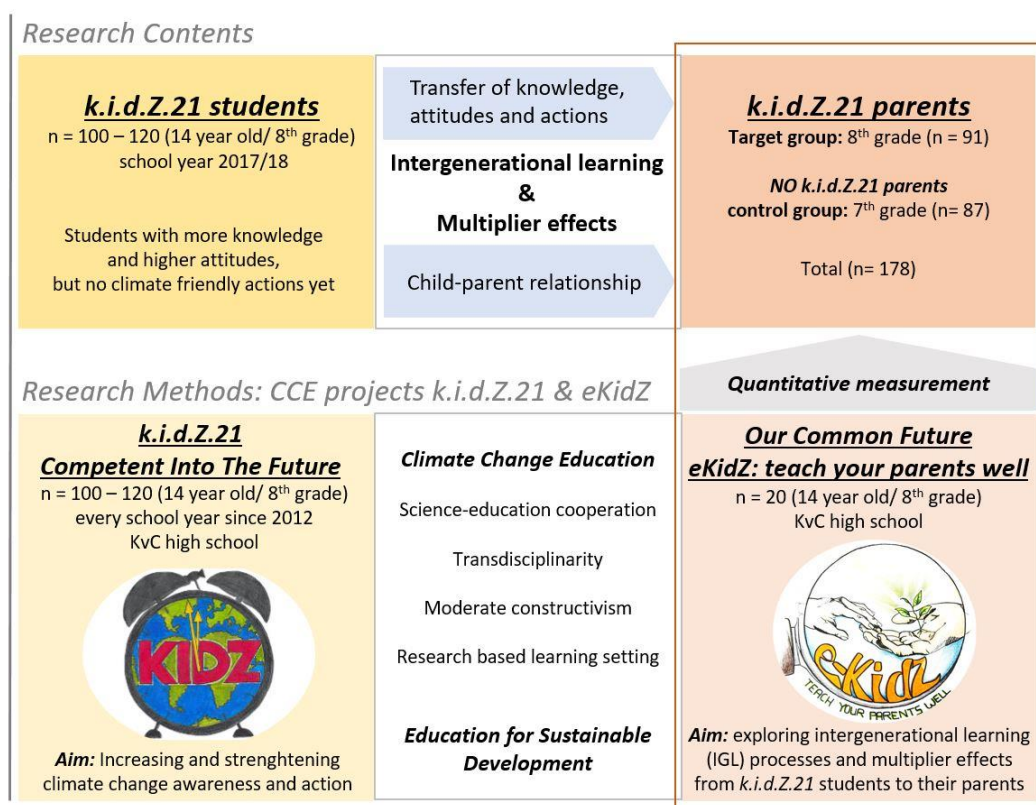 Research Contents
k.i.d.Z.21 students
n = 100 – 120 (14 year old/ 8th grade)
school year 2017/18
Students with more knowledge
and higher attitudes,
but no climate friendly actions yet
Transfer of knowledge,
attitudes and actions
Intergenerational learning
&
Multiplier effects
Child-parent relationship
k.i.d.Z.21 parents
Target group: 8th grade (n = 91)
NO k.i.d.Z.21 parents
control group: 7th grade (n= 87)
Total (n= 178)
Quantitative measurement
Research Methods: CCE projects k.i.d.Z.21 & eKidZ
k.i.d.Z.21
Competent Into The Future
n = 100 – 120 (14 year old/ 8th grade)
every school year since 2012
KvC high school
KIDZ
Aim: Increasing and strenghtening
climate change awareness and action
Climate Change Education
Science-education cooperation
Transdisciplinarity
Moderate constructivism
Research based learning setting
Education for Sustainable
Development
Our Common Future
eKidZ: teach your parents well
n = 20 (14 year old/ 8th grade)
KvC high school
e-KidZ
TEACH YOUR PARENTS WELL
Aim: exploring intergenerational learning
(IGL) processes and multiplier effects
from k.i.d.Z.21 students to their parents